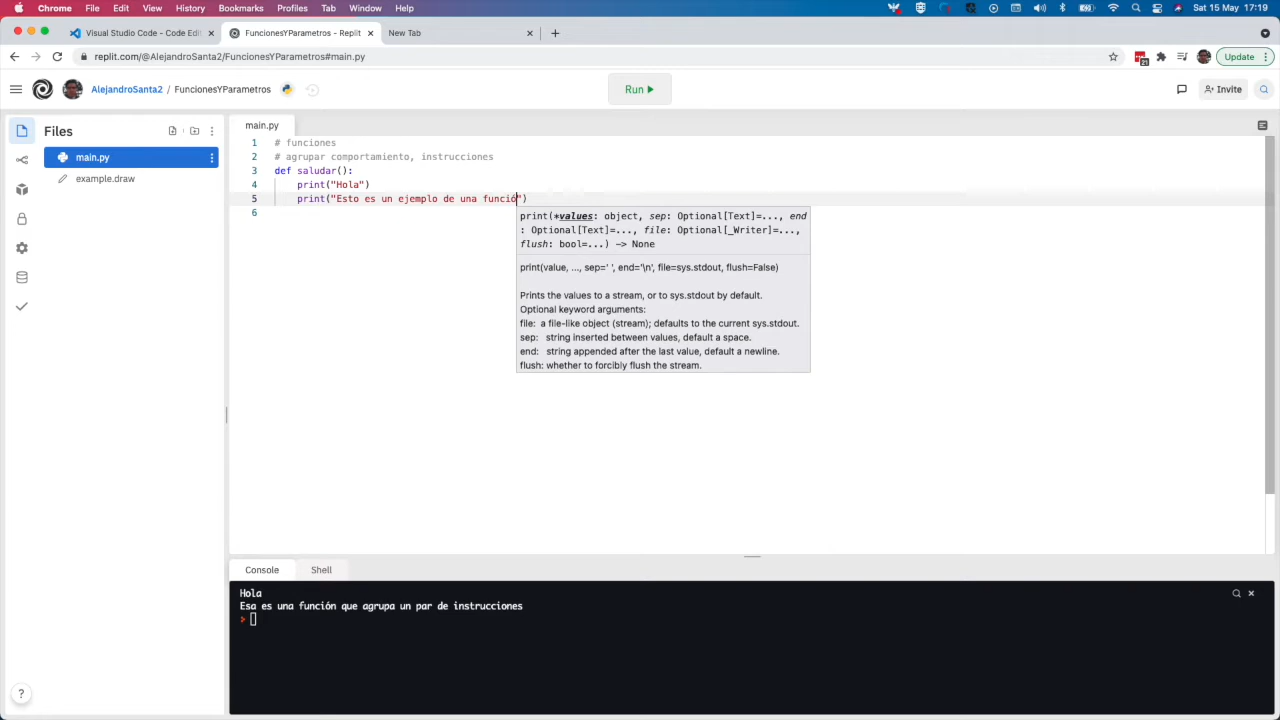 Chrome File Edit View History Bookmarks Profiles Tab Window Help Sat 15 May 17:19
Visual Studio Code - Code Edi × FuncionesYParametros - Replit × New Tab × +
replit.com/@AlejandroSanta2/FuncionesYParametros#main.py 21 Update
AlejandroSanta2 / FuncionesYParametros Run Invite
Files
main.py
example.draw
main.py
1 # funciones
2 # agrupar comportamiento, instrucciones
3 def saludar():
4 print("Hola")
5 print("Esto es un ejemplo de una funció")
6
print(*values: object, sep: Optional[Text]=..., end
: Optional[Text]=..., file: Optional[_Writer]=...,
flush: bool=...) -> None
print(value, ..., sep=' ', end='\n', file=sys.stdout, flush=False)
Prints the values to a stream, or to sys.stdout by default.
Optional keyword arguments:
file: a file-like object (stream); defaults to the current sys.stdout.
sep: string inserted between values, default a space.
end: string appended after the last value, default a newline.
flush: whether to forcibly flush the stream.
Console Shell
Hola
Esa es una función que agrupa un par de instrucciones
>
?